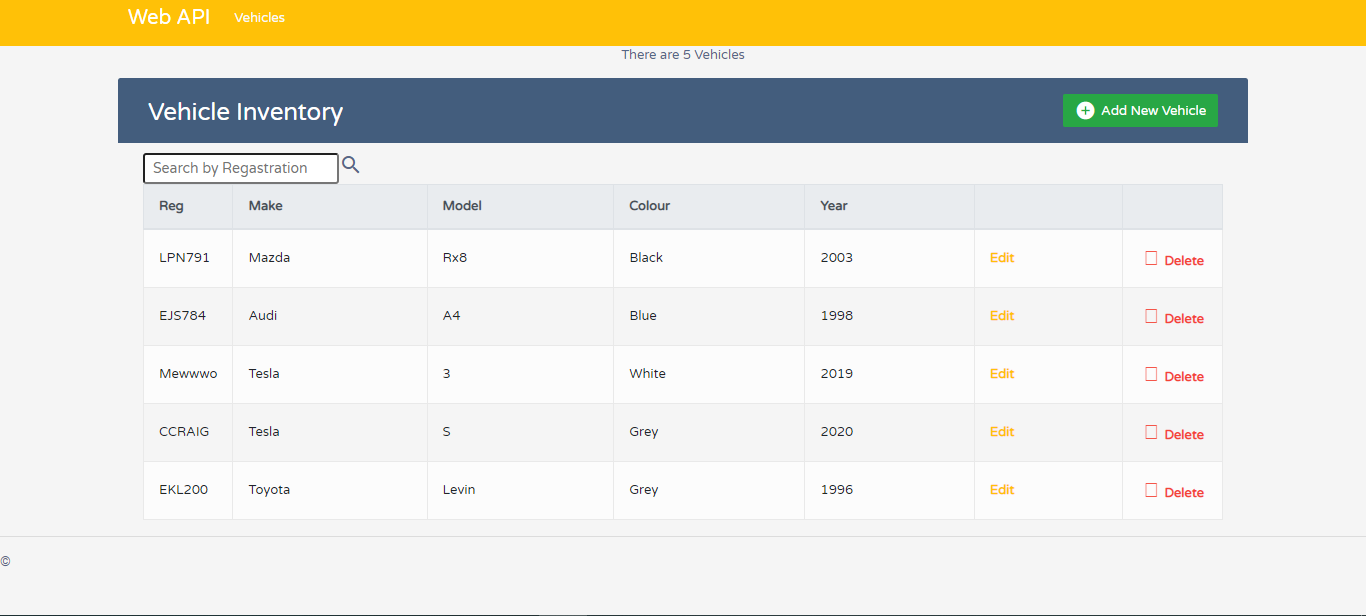 Web API Vehicles
There are 5 Vehicles
Vehicle Inventory Add New Vehicle
Search by Regastration
Reg Make Model Colour Year
LPN791 Mazda Rx8 Black 2003 Edit Delete
EJS784 Audi A4 Blue 1998 Edit Delete
Mewwwo Tesla 3 White 2019 Edit Delete
CCRAIG Tesla S Grey 2020 Edit Delete
EKL200 Toyota Levin Grey 1996 Edit Delete
©